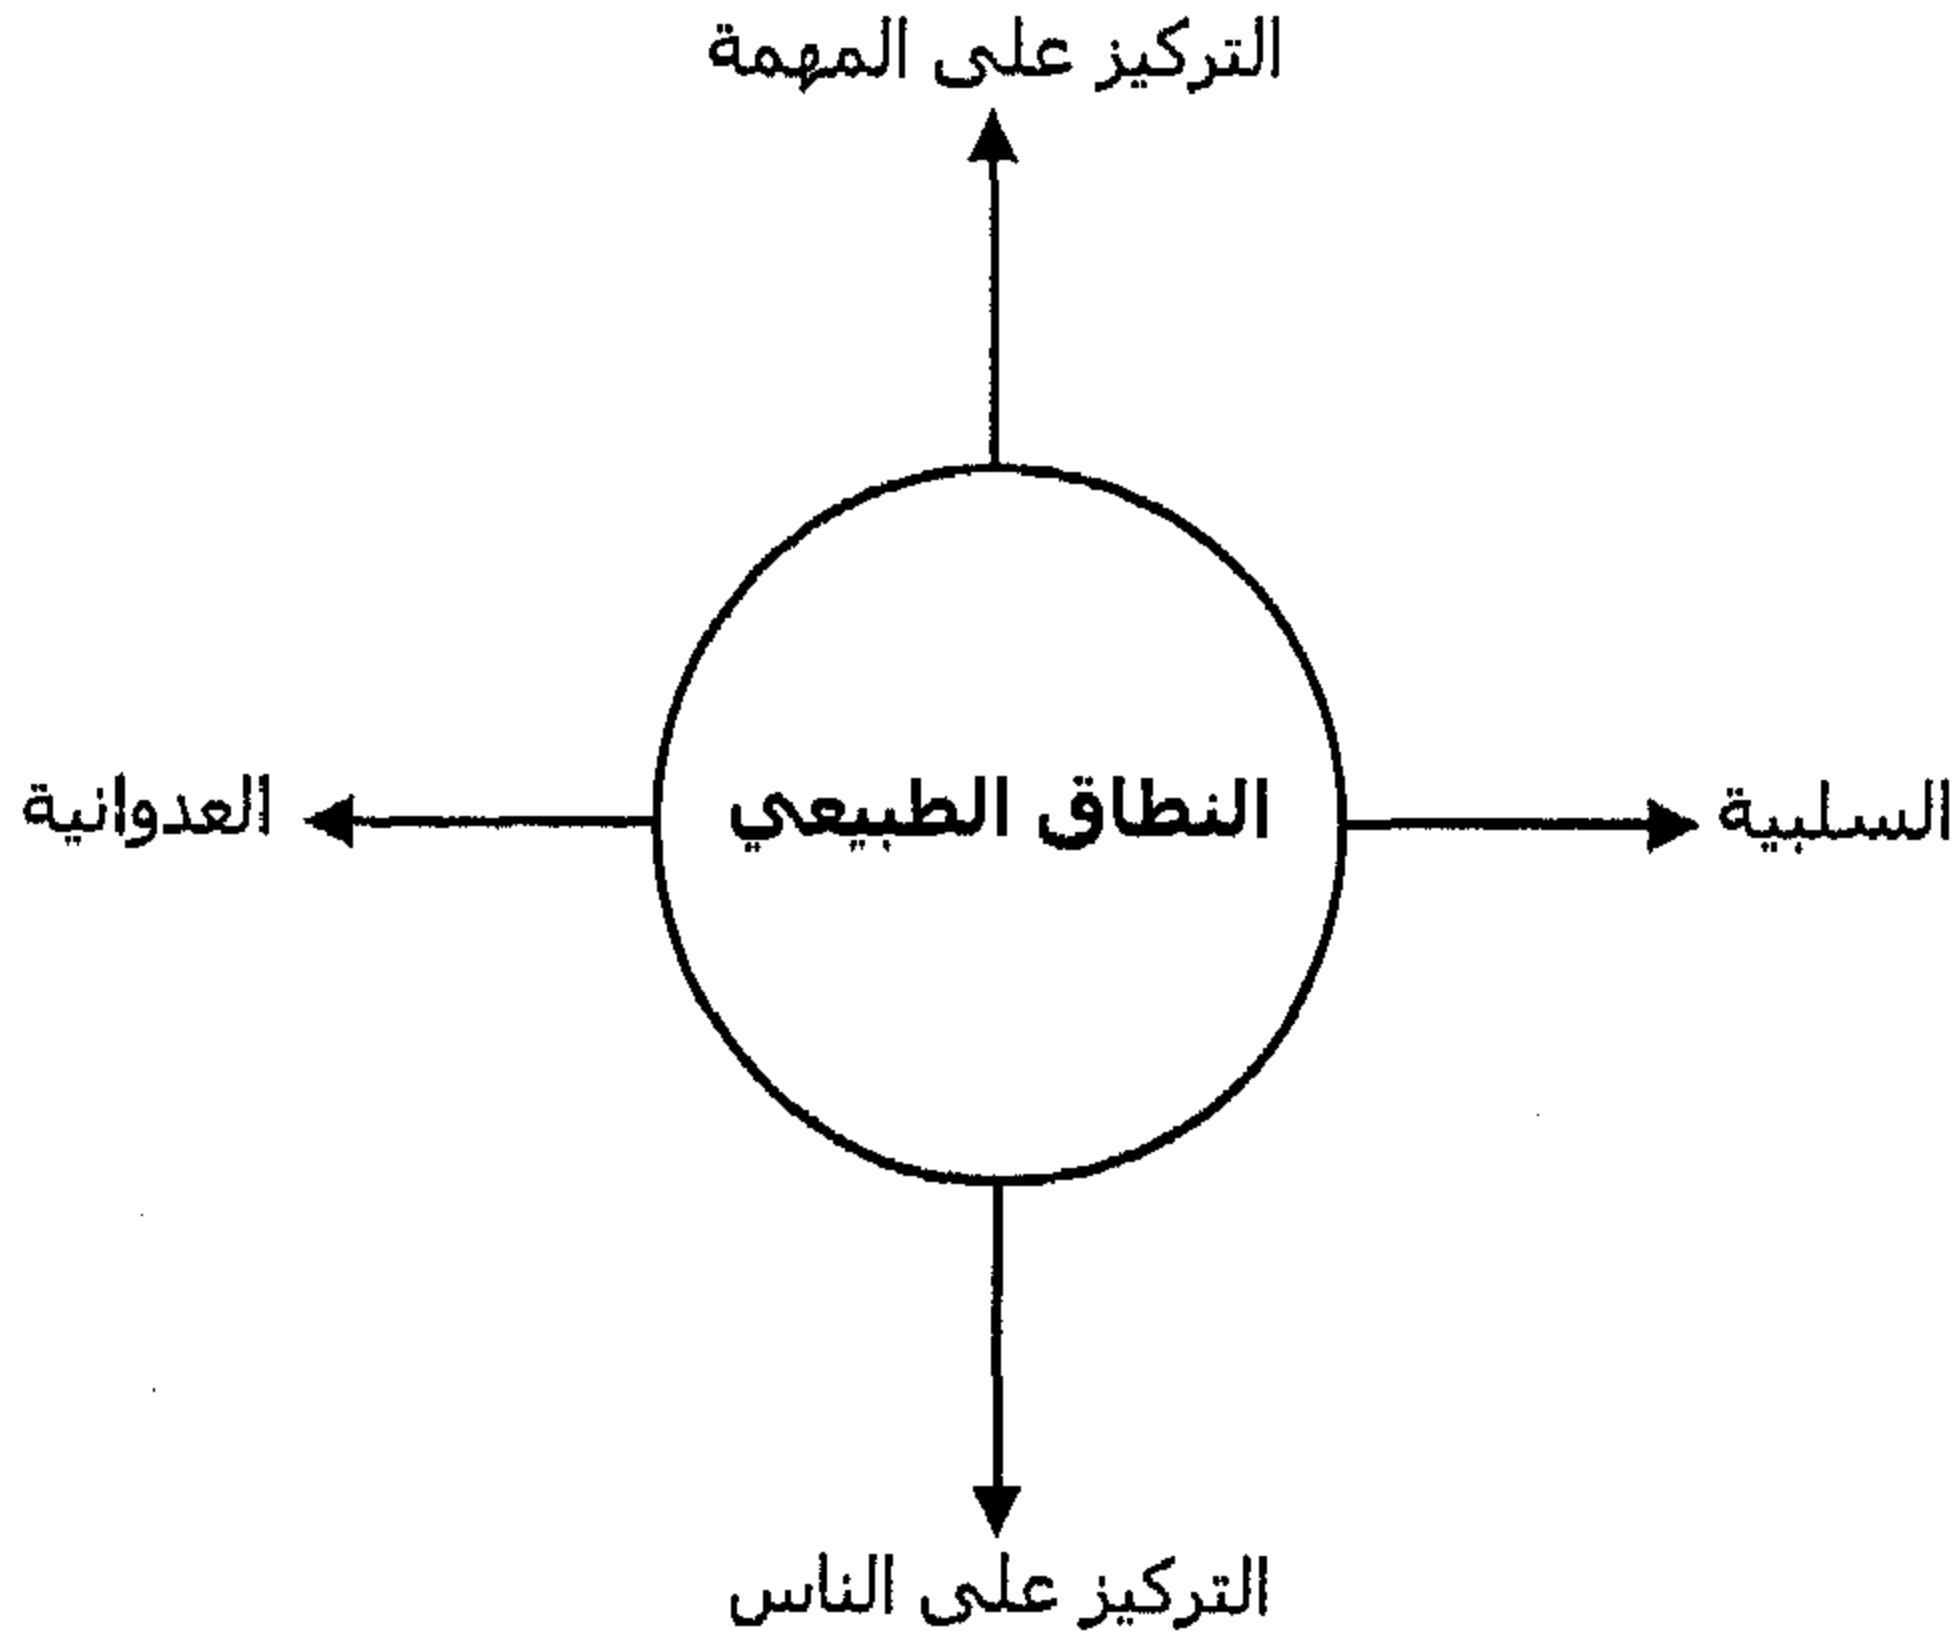 التركيز على المهمة
السلبية
النطاق الطبيعي
العدوانية
التركيز على الناس